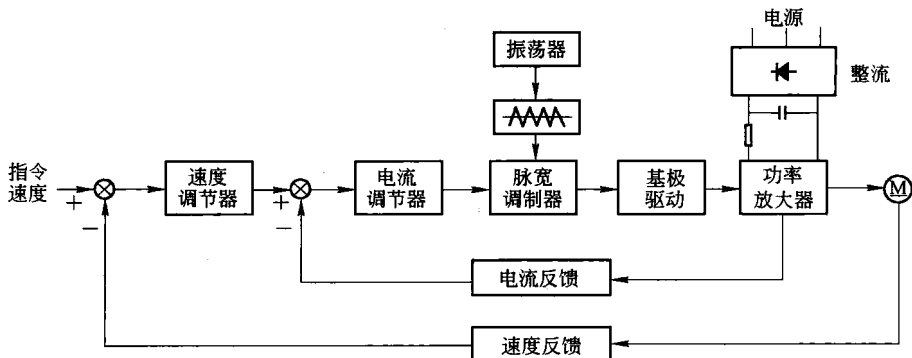 电源
振荡器
整流
指令
速度
速度
调节器
电流
调节器
脉宽
调制器
基极
驱动
功率
放大器
M
+
−
+
−
电流反馈
速度反馈